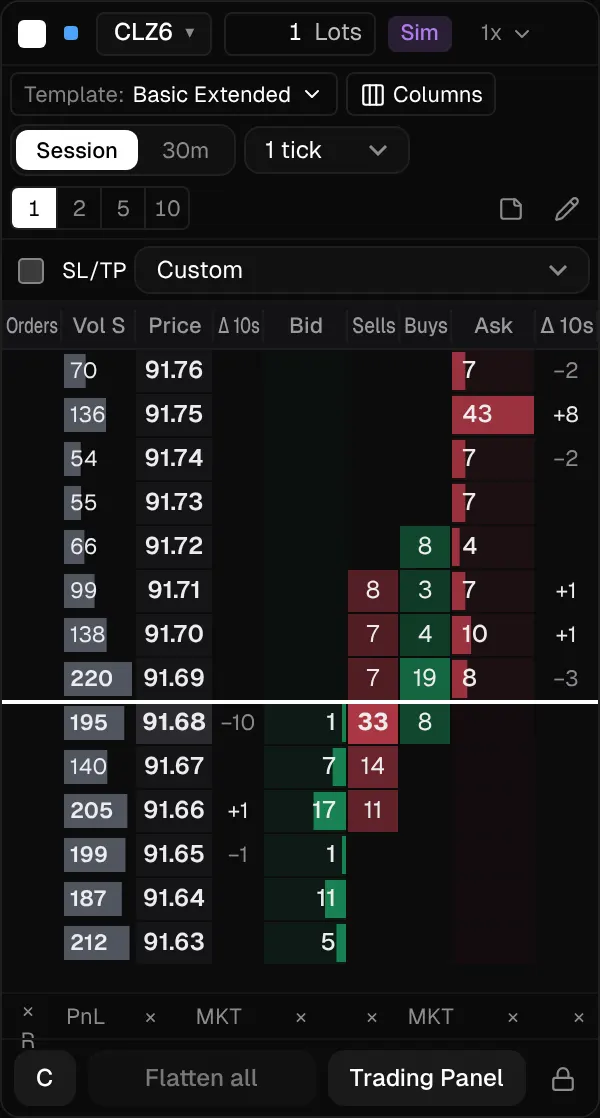 CLZ6 ▾ 1 Lots Sim 1x
Template: Basic Extended Columns
Session 30m 1 tick
1 2 5 10
SL/TP Custom
Orders Vol S Price Δ 10s Bid Sells Buys Ask Δ 10s
70 91.76 7 −2
136 91.75 43 +8
54 91.74 7 −2
55 91.73 7
66 91.72 8 4
99 91.71 8 3 7 +1
138 91.70 7 4 10 +1
220 91.69 7 19 8 −3
195 91.68 −10 1 33 8
140 91.67 7 14
205 91.66 +1 17 11
199 91.65 −1 1
187 91.64 11
212 91.63 5
× PnL × MKT × × MKT × ×
C Flatten all Trading Panel